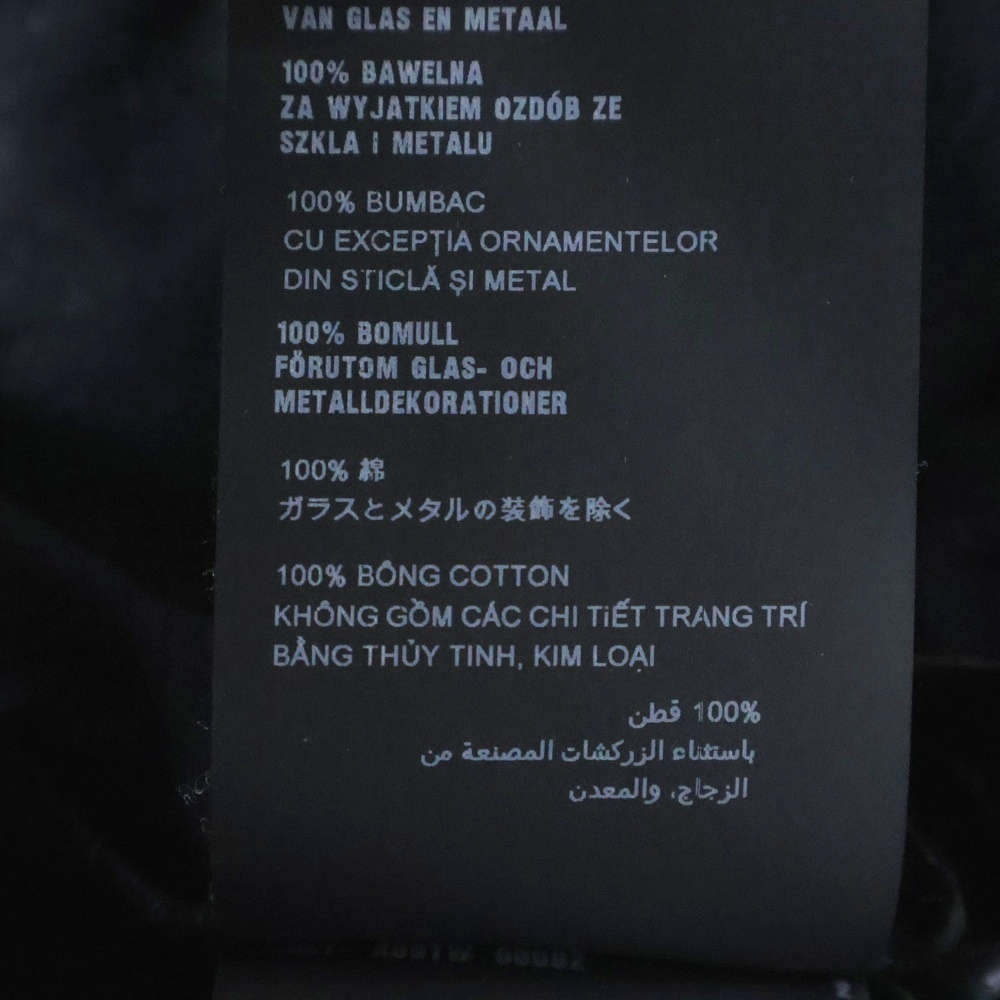 VAN GLAS EN METAAL
100% BAWELNA
ZA WYJATKIEM OZDÓB ZE
SZKLA I METALU
100% BUMBAC
CU EXCEPȚIA ORNAMENTELOR
DIN STICLĂ ȘI METAL
100% BOMULL
FÖRUTOM GLAS- OCH
METALLDEKORATIONER
100% 綿
ガラスとメタルの装飾を除く
100% BÔNG COTTON
KHÔNG GỒM CÁC CHI TIẾT TRANG TRÍ
BẰNG THỦY TINH, KIM LOẠI
100% قطن
باستثناء الزركشات المصنعة من
الزجاج، والمعدن